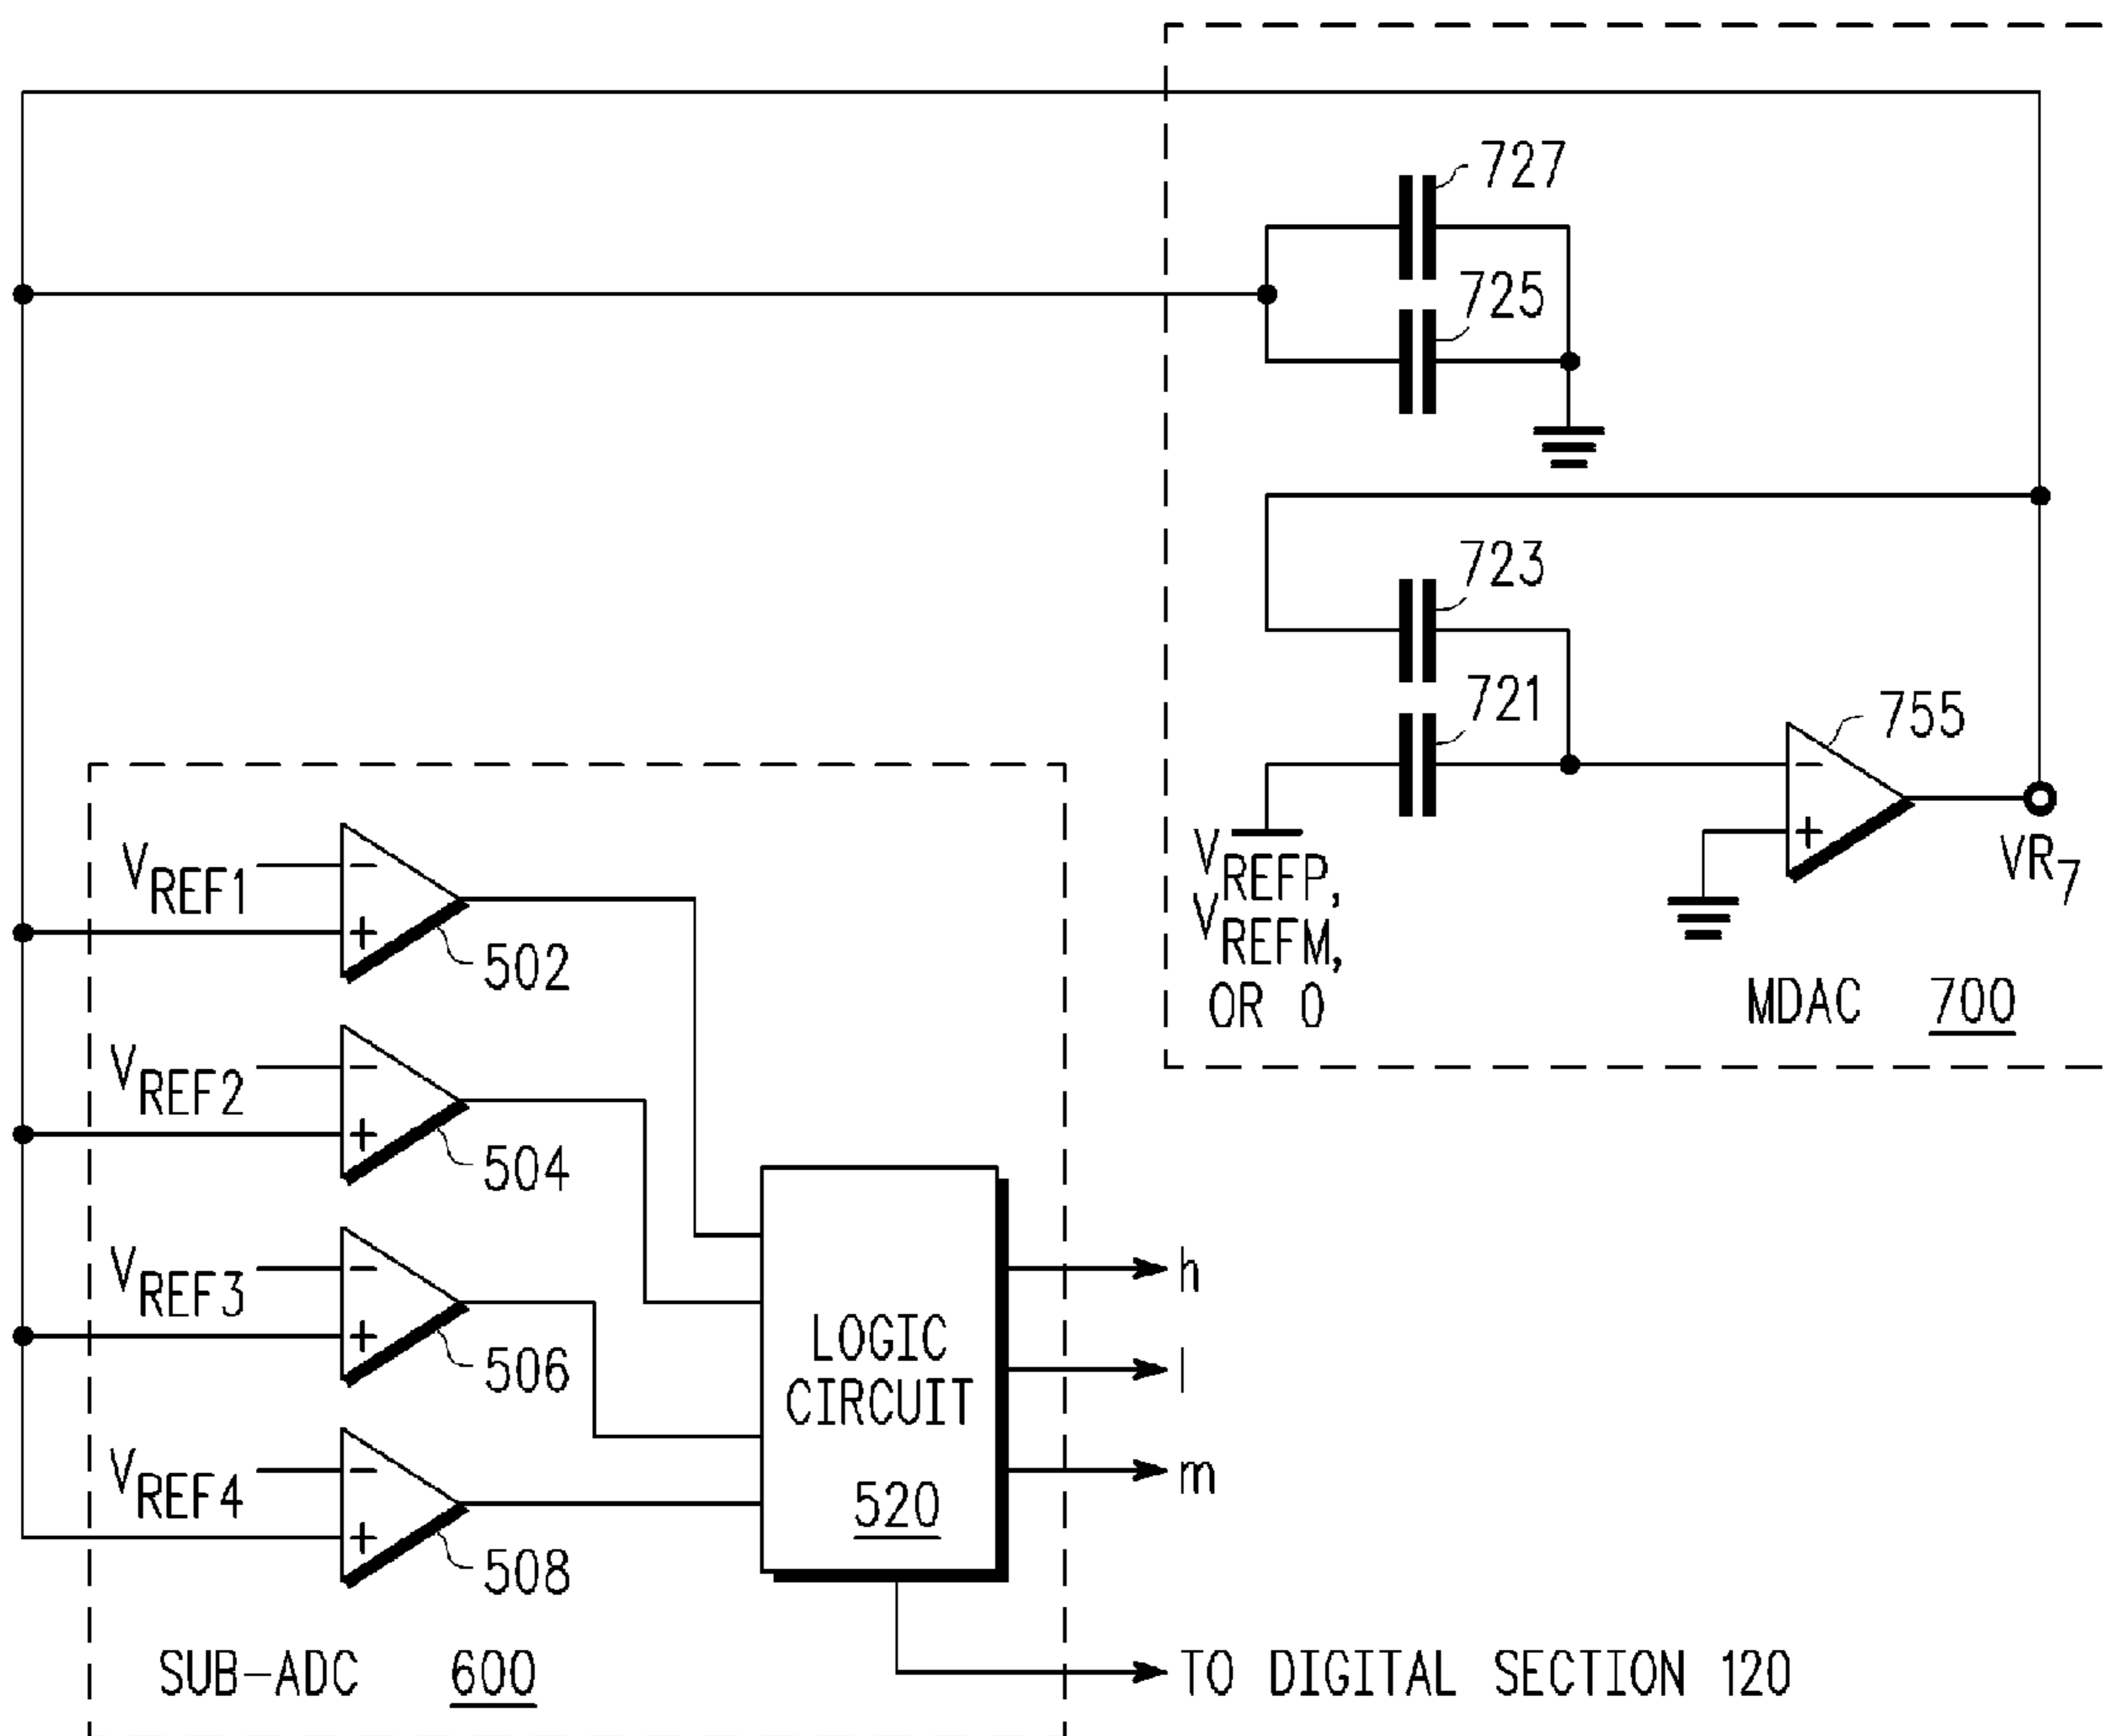 727
725
723
721
755
VREFP,
VREFM,
OR 0
VR7
MDAC 700
VREF1
- +
502
VREF2
- +
504
VREF3
- +
506
VREF4
- +
508
LOGIC
CIRCUIT
520
h
l
m
SUB-ADC 600
TO DIGITAL SECTION 120